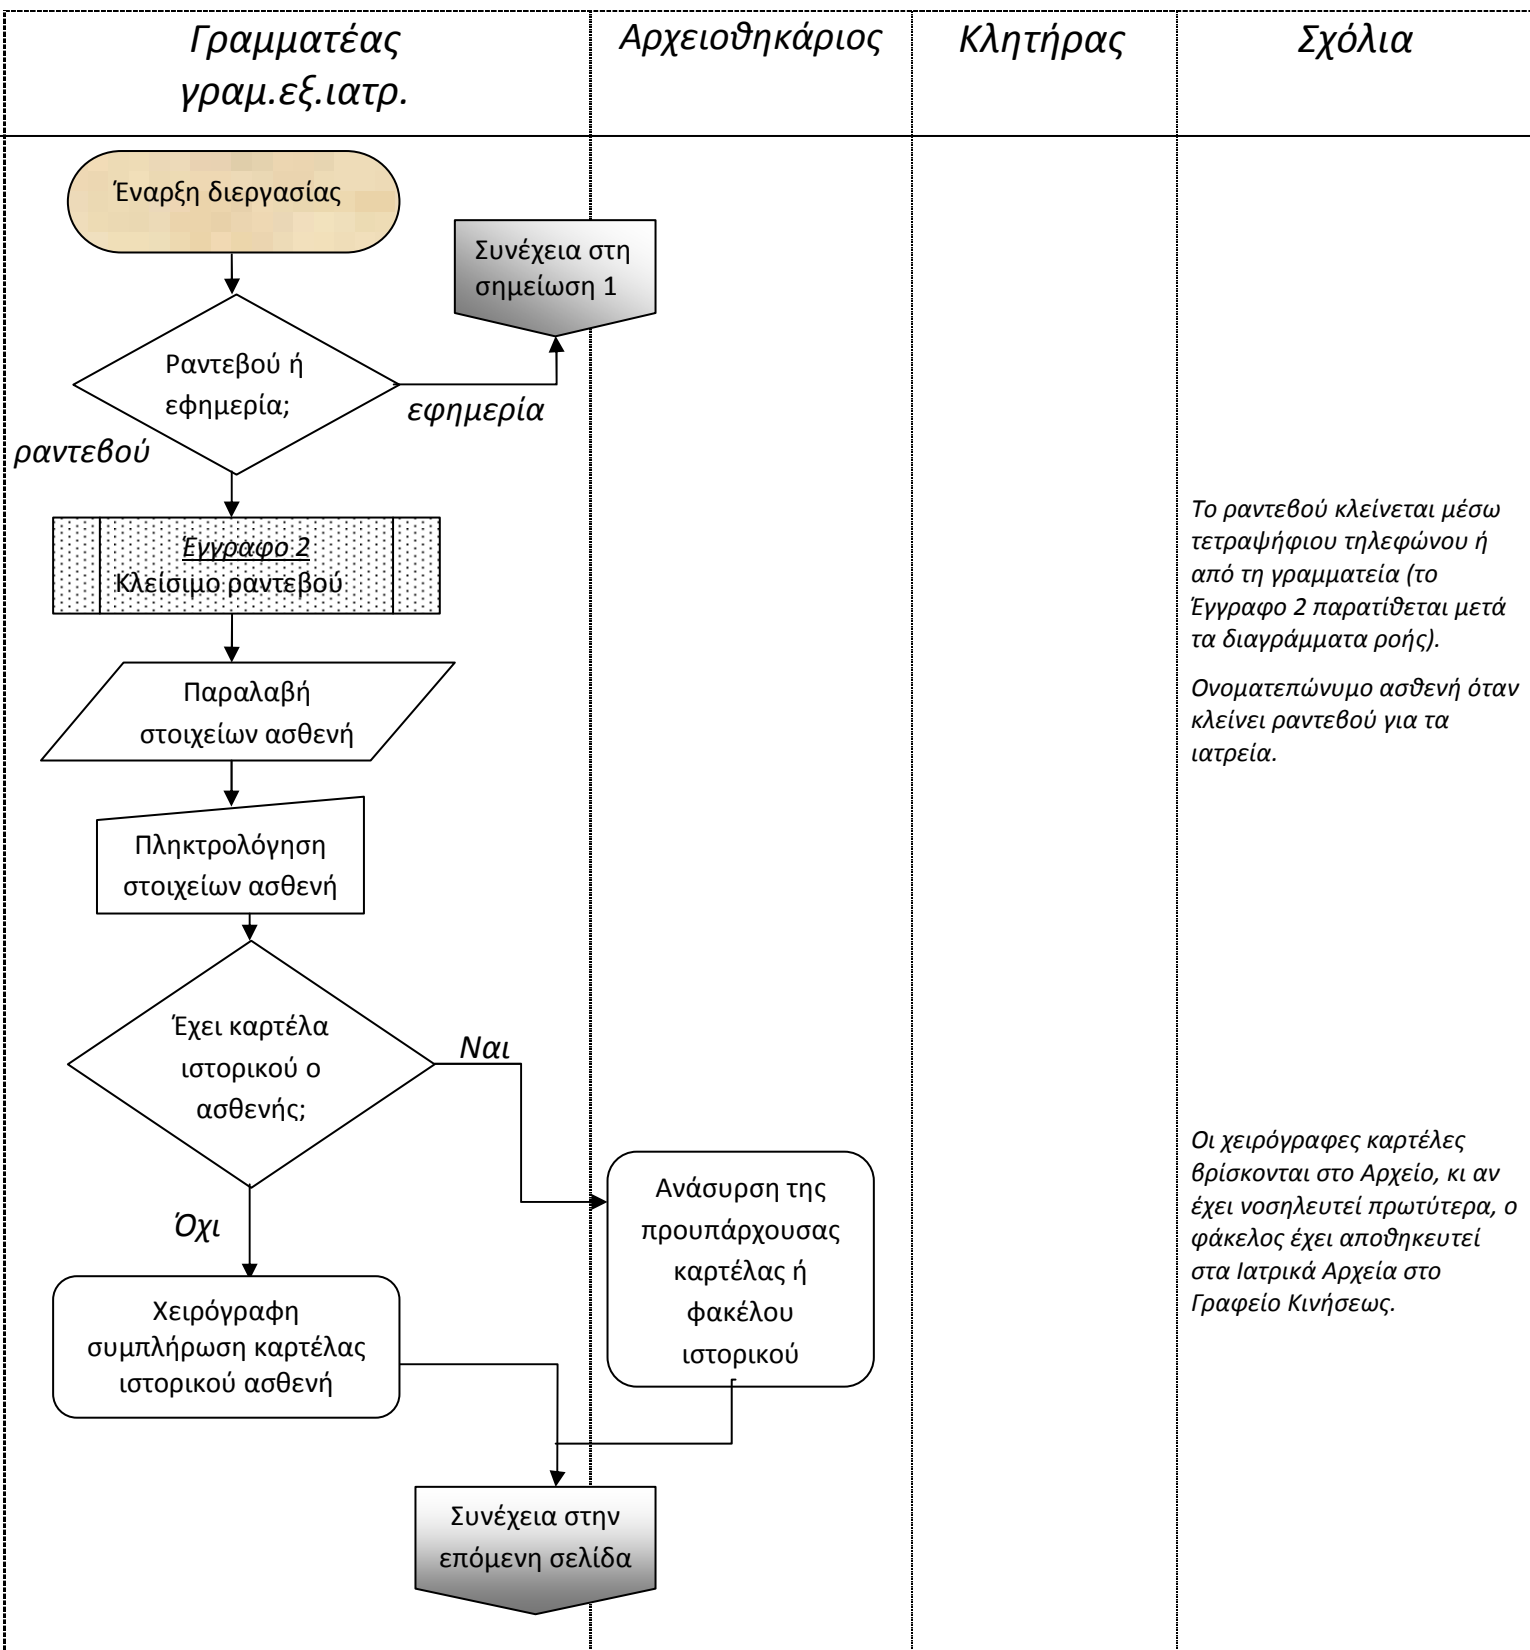 Γραμματέας
γραμ.εξ.ιατρ.
Αρχειοθηκάριος
Κλητήρας
Σχόλια
Έναρξη διεργασίας
Συνέχεια στη
σημείωση 1
Ραντεβού ή
εφημερία;
εφημερία
ραντεβού
Έγγραφο 2
Κλείσιμο ραντεβού
Το ραντεβού κλείνεται μέσω
τετραψήφιου τηλεφώνου ή
από τη γραμματεία (το
Έγγραφο 2 παρατίθεται μετά
τα διαγράμματα ροής).
Παραλαβή
στοιχείων ασθενή
Ονοματεπώνυμο ασθενή όταν
κλείνει ραντεβού για τα
ιατρεία.
Πληκτρολόγηση
στοιχείων ασθενή
Έχει καρτέλα
ιστορικού ο
ασθενής;
Ναι
Όχι
Ανάσυρση της
προυπάρχουσας
καρτέλας ή
φακέλου
ιστορικού
Οι χειρόγραφες καρτέλες
βρίσκονται στο Αρχείο, κι αν
έχει νοσηλευτεί πρωτύτερα, ο
φάκελος έχει αποθηκευτεί
στα Ιατρικά Αρχεία στο
Γραφείο Κινήσεως.
Χειρόγραφη
συμπλήρωση καρτέλας
ιστορικού ασθενή
Συνέχεια στην
επόμενη σελίδα